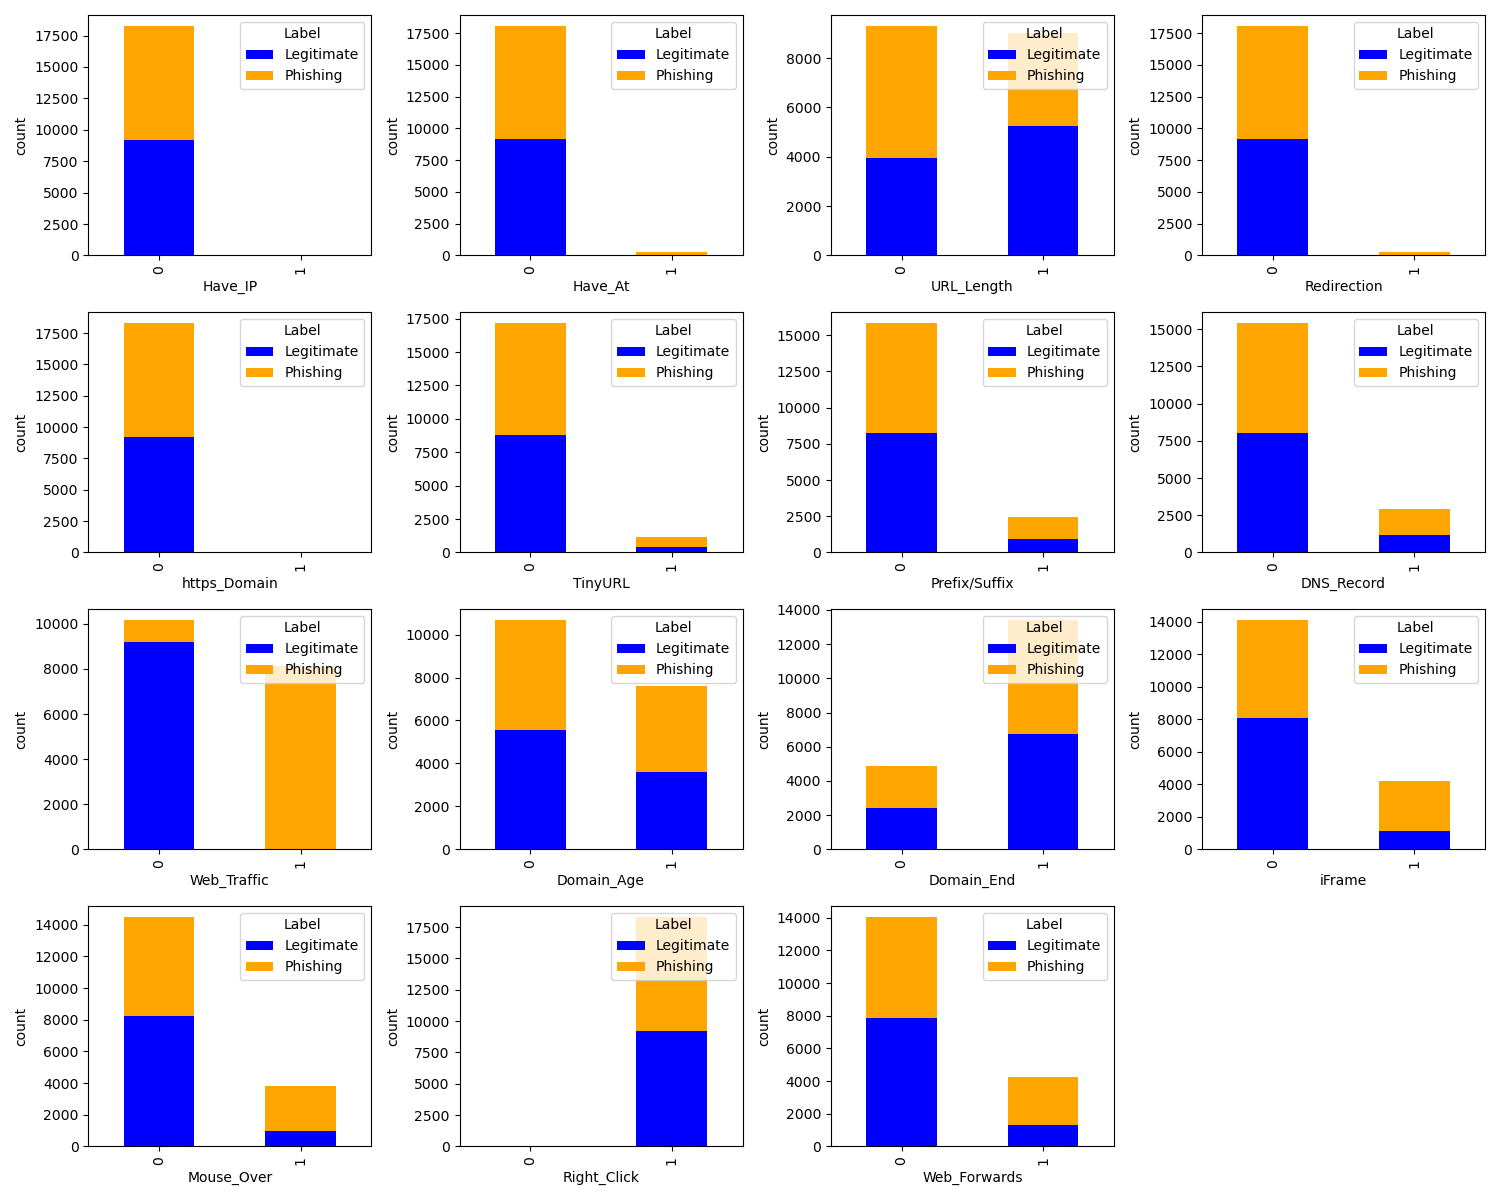 17500
15000
12500
10000
7500
5000
2500
0
count
0
1
Have_IP
Label
Legitimate
Phishing
17500
15000
12500
10000
7500
5000
2500
0
count
0
1
Have_At
Label
Legitimate
Phishing
8000
6000
4000
2000
0
count
0
1
URL_Length
Label
Legitimate
Phishing
17500
15000
12500
10000
7500
5000
2500
0
count
0
1
Redirection
Label
Legitimate
Phishing
17500
15000
12500
10000
7500
5000
2500
0
count
0
1
https_Domain
Label
Legitimate
Phishing
17500
15000
12500
10000
7500
5000
2500
0
count
0
1
TinyURL
Label
Legitimate
Phishing
15000
12500
10000
7500
5000
2500
0
count
0
1
Prefix/Suffix
Label
Legitimate
Phishing
15000
12500
10000
7500
5000
2500
0
count
0
1
DNS_Record
Label
Legitimate
Phishing
10000
8000
6000
4000
2000
0
count
0
1
Web_Traffic
Label
Legitimate
Phishing
10000
8000
6000
4000
2000
0
count
0
1
Domain_Age
Label
Legitimate
Phishing
14000
12000
10000
8000
6000
4000
2000
0
count
0
1
Domain_End
Label
Legitimate
Phishing
14000
12000
10000
8000
6000
4000
2000
0
count
0
1
iFrame
Label
Legitimate
Phishing
14000
12000
10000
8000
6000
4000
2000
0
count
0
1
Mouse_Over
Label
Legitimate
Phishing
17500
15000
12500
10000
7500
5000
2500
0
count
0
1
Right_Click
Label
Legitimate
Phishing
14000
12000
10000
8000
6000
4000
2000
0
count
0
1
Web_Forwards
Label
Legitimate
Phishing